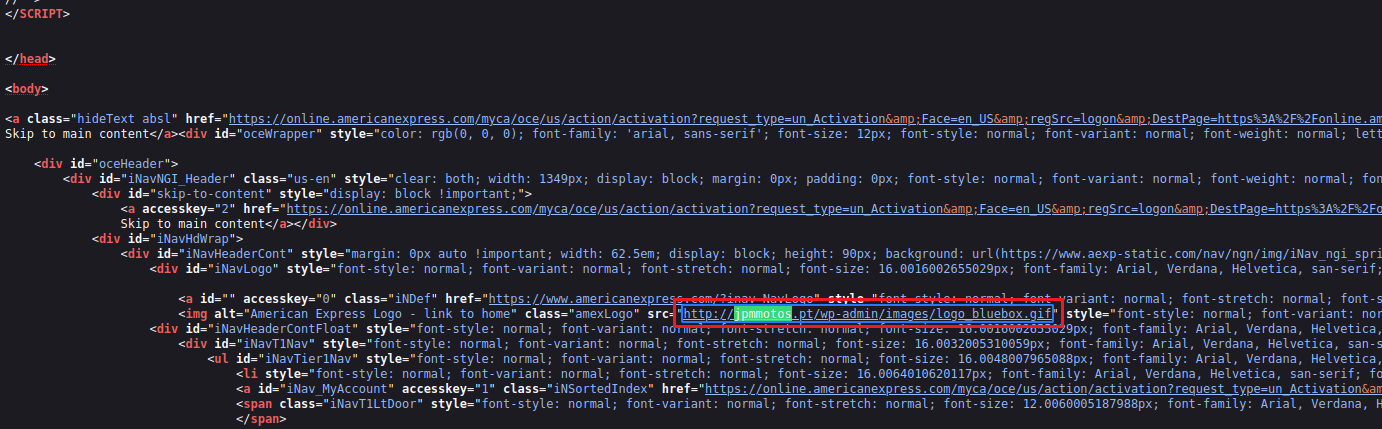 // -->
</SCRIPT>
</head>
<body>
<a class="hideText absl" href="https://online.americanexpress.com/myca/oce/us/action/activation?request_type=un_Activation&amp;Face=en_US&amp;regSrc=logon&amp;DestPage=https%3A%2F%2Fonline.am
Skip to main content</a><div id="oceWrapper" style="color: rgb(0, 0, 0); font-family: 'arial, sans-serif'; font-size: 12px; font-style: normal; font-variant: normal; font-weight: normal; lett
<div id="oceHeader">
<div id="iNavNGI_Header" class="us-en" style="clear: both; width: 1349px; display: block; margin: 0px; padding: 0px; font-style: normal; font-variant: normal; font-weight: normal; fon
<div id="skip-to-content" style="display: block !important;">
<a accesskey="2" href="https://online.americanexpress.com/myca/oce/us/action/activation?request_type=un_Activation&amp;Face=en_US&amp;regSrc=logon&amp;DestPage=https%3A%2F%2Fo
Skip to main content</a></div>
<div id="iNavHdWrap">
<div id="iNavHeaderCont" style="margin: 0px auto !important; width: 62.5em; display: block; height: 90px; background: url(https://www.aexp-static.com/nav/ngn/img/iNav_ngi_spri
<div id="iNavLogo" style="font-style: normal; font-variant: normal; font-stretch: normal; font-size: 16.0016002655029px; font-family: Arial, Verdana, Helvetica, sans-serif;
<a id="" accesskey="0" class="iNDef" href="https://www.americanexpress.com/?inav=NavLogo" style="font-style: normal; font-variant: normal; font-stretch: normal; font-s
<img alt="American Express Logo - link to home" class="amexLogo" src="http://jpmmotos.pt/wp-admin/images/logo_bluebox.gif" style="font-style: normal; font-variant: nor
<div id="iNavHeaderContFloat" style="font-style: normal; font-variant: normal; font-stretch: normal; font-size: 16.0016002655029px; font-family: Arial, Verdana, Helvetica,
<div id="iNavT1Nav" style="font-style: normal; font-variant: normal; font-stretch: normal; font-size: 16.0032005310059px; font-family: Arial, Verdana, Helvetica, san-s
<ul id="iNavTier1Nav" style="font-style: normal; font-variant: normal; font-stretch: normal; font-size: 16.0048007965088px; font-family: Arial, Verdana, Helvetica,
<li style="font-style: normal; font-variant: normal; font-stretch: normal; font-size: 16.0064010620117px; font-family: Arial, Verdana, Helvetica, san-serif; fo
<a id="iNav_MyAccount" accesskey="1" class="iNSortedIndex" href="https://online.americanexpress.com/myca/oce/us/action/activation?request_type=un_Activation&a
<span class="iNavT1LtDoor" style="font-style: normal; font-variant: normal; font-stretch: normal; font-size: 12.0060005187988px; font-family: Arial, Verdana, H
</span>